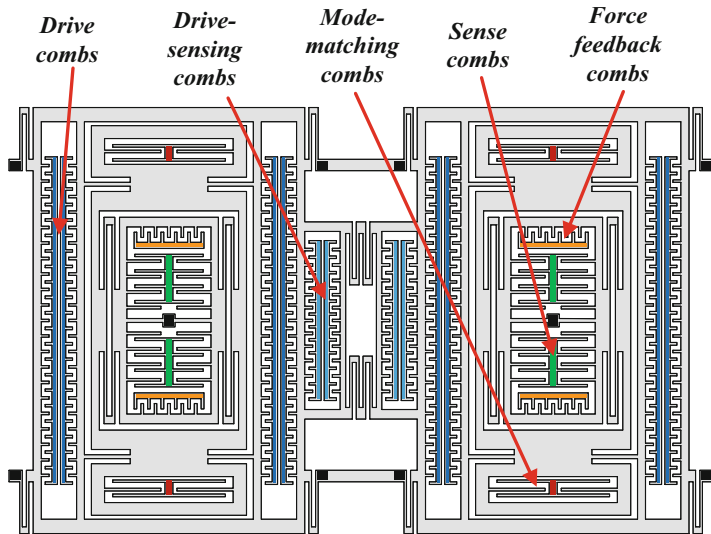 Drive
combs
Drive-
sensing
combs
Mode-
matching
combs
Sense
combs
Force
feedback
combs